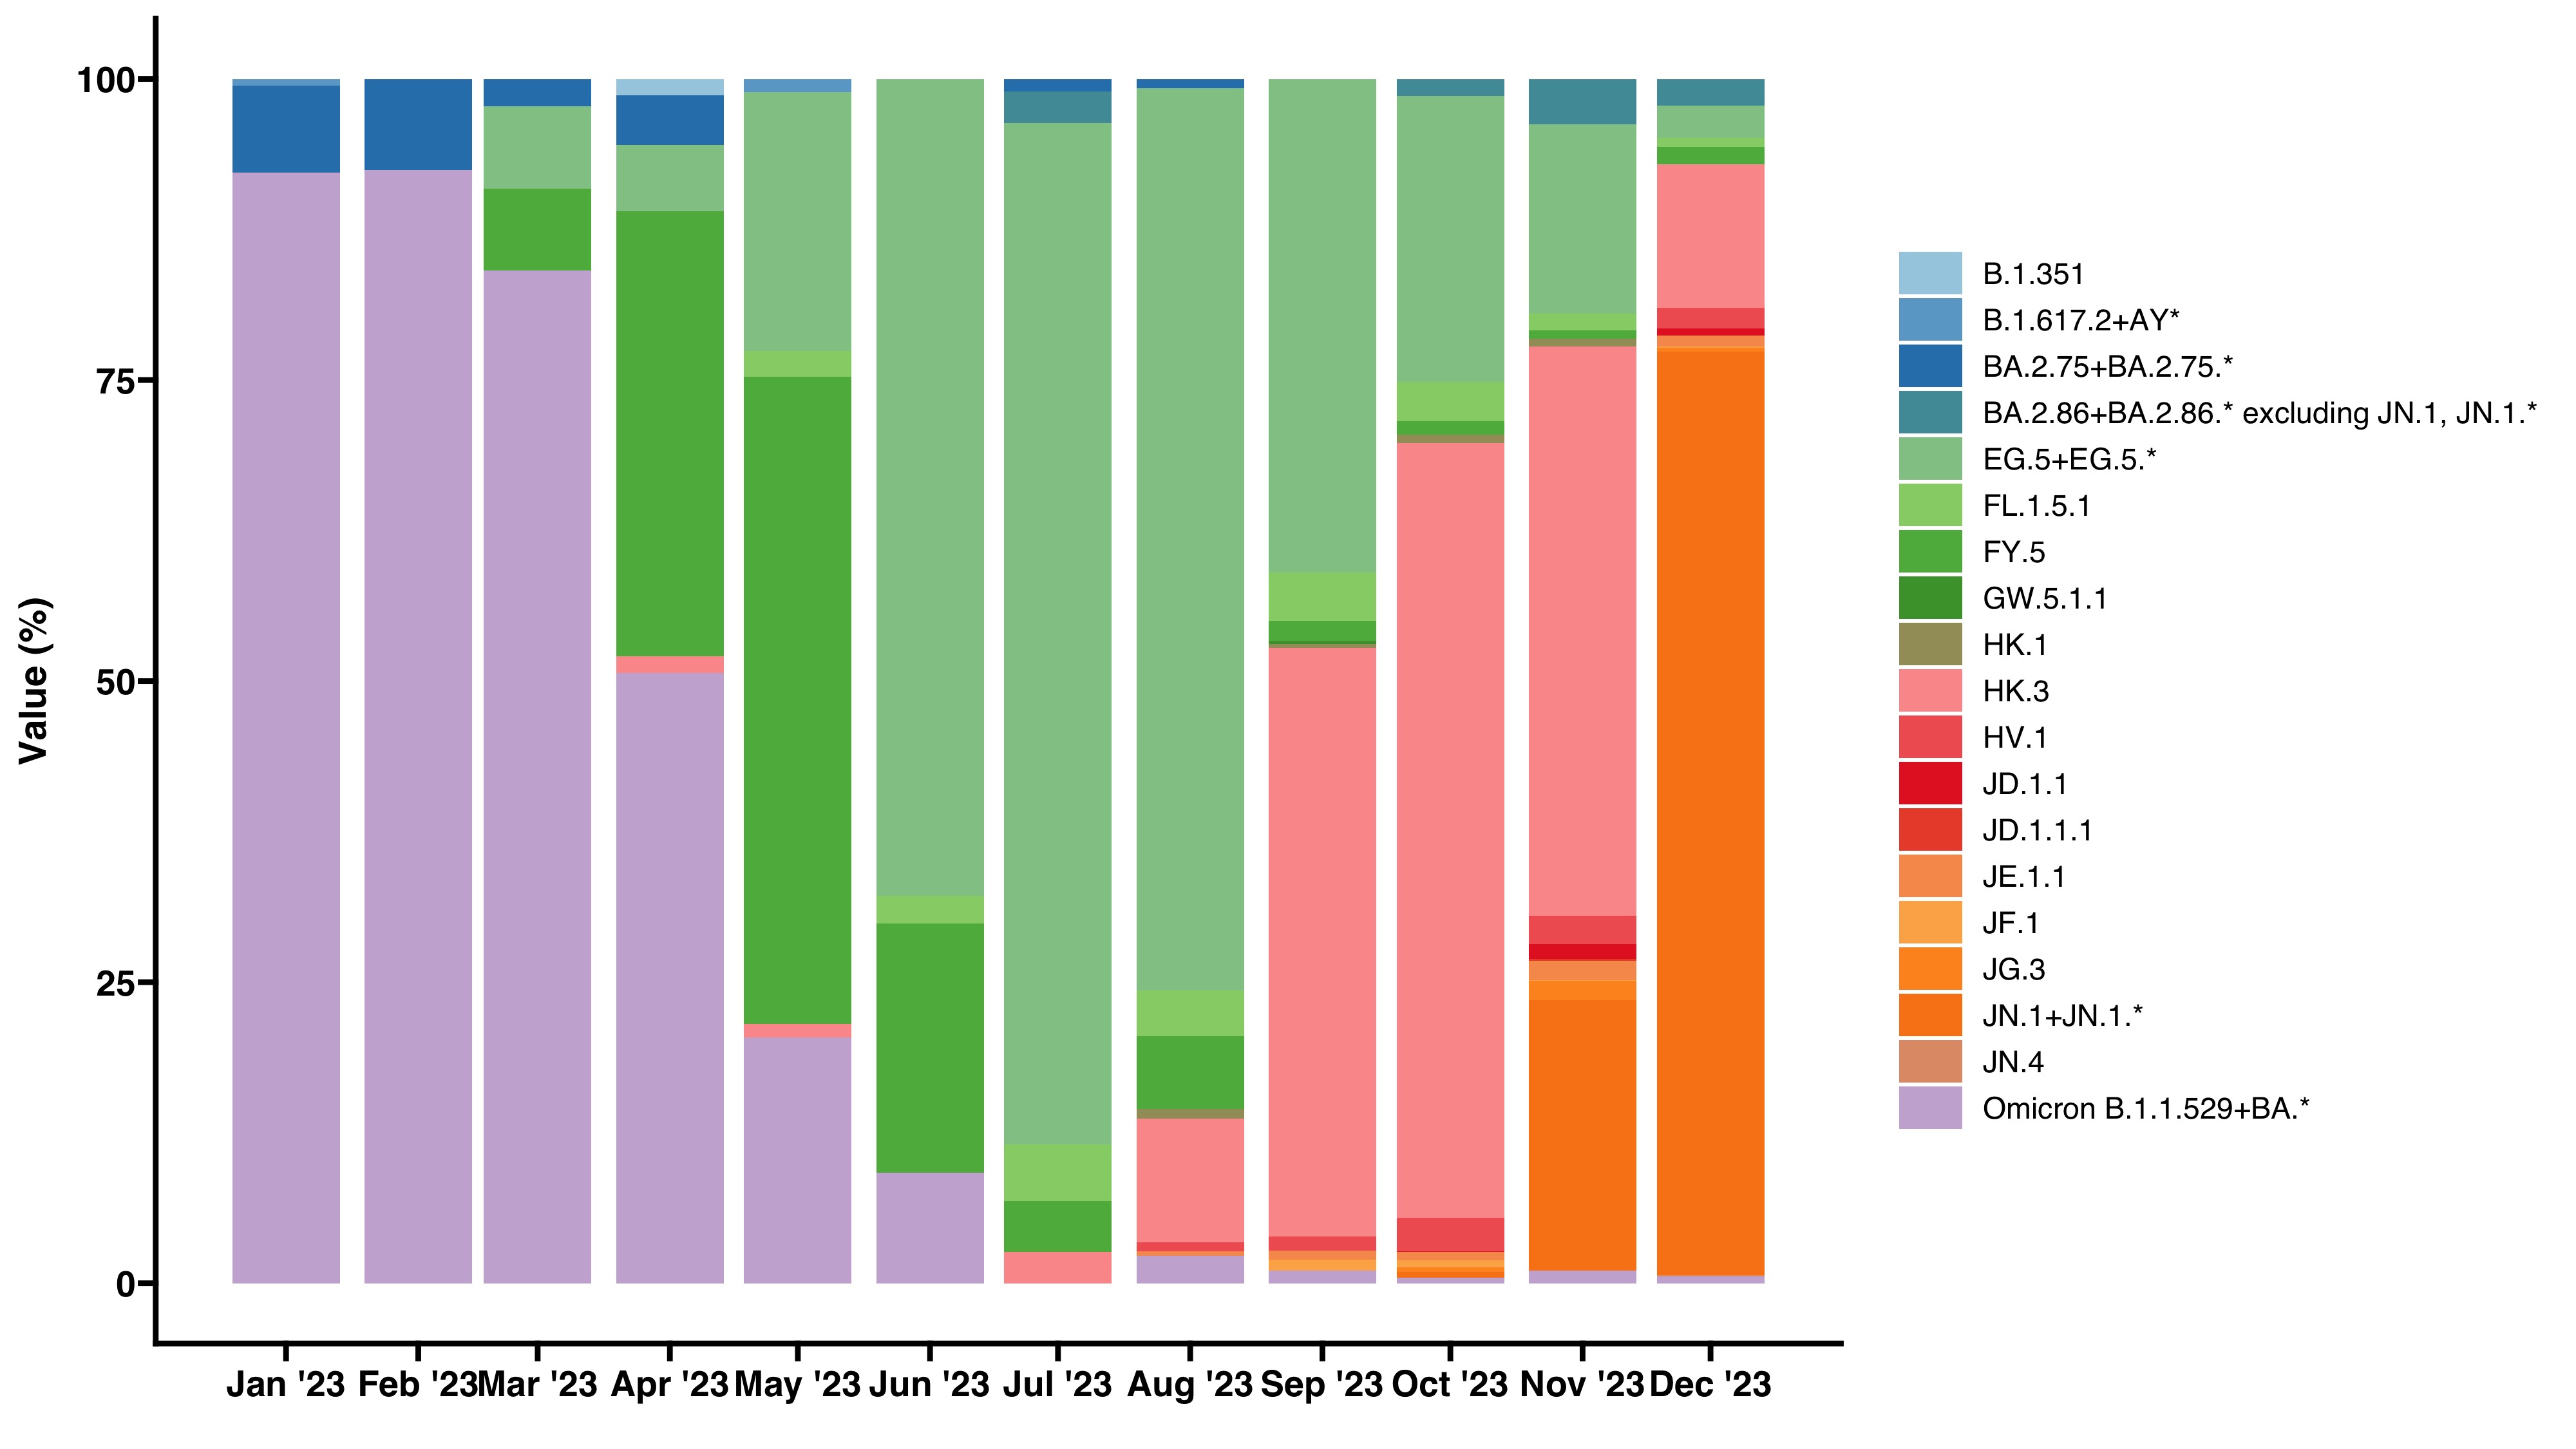 Value (%)
100
75
50
25
0
Jan '23 Feb '23 Mar '23 Apr '23 May '23 Jun '23 Jul '23 Aug '23 Sep '23 Oct '23 Nov '23 Dec '23
B.1.351
B.1.617.2+AY*
BA.2.75+BA.2.75.*
BA.2.86+BA.2.86.* excluding JN.1, JN.1.*
EG.5+EG.5.*
FL.1.5.1
FY.5
GW.5.1.1
HK.1
HK.3
HV.1
JD.1.1
JD.1.1.1
JE.1.1
JF.1
JG.3
JN.1+JN.1.*
JN.4
Omicron B.1.1.529+BA.*